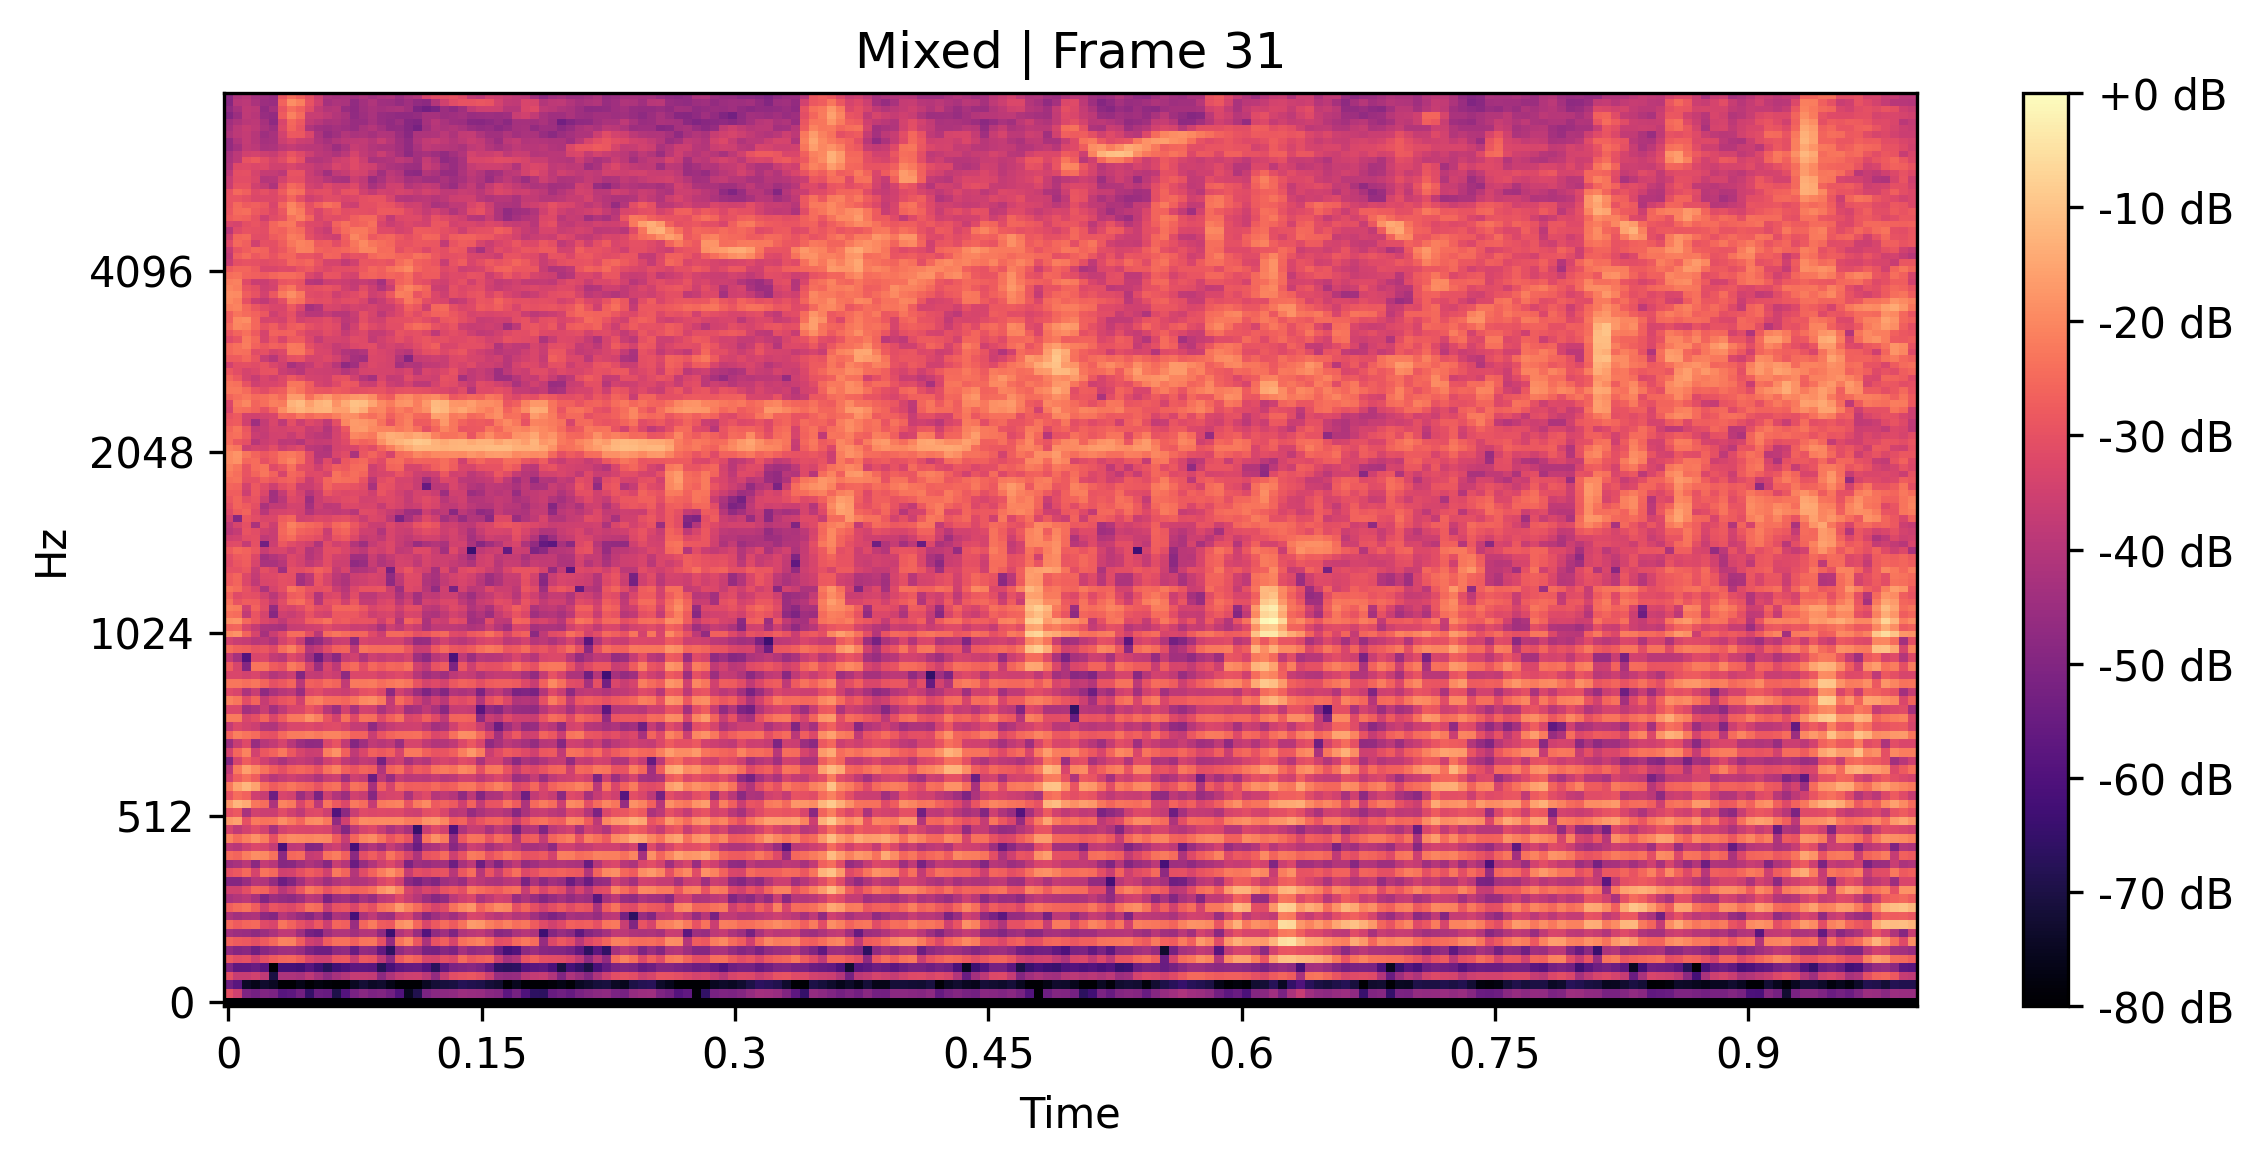 Mixed | Frame 31
+0 dB
-10 dB
-20 dB
-30 dB
-40 dB
-50 dB
-60 dB
-70 dB
-80 dB
Hz
4096
2048
1024
512
0
0 0.15 0.3 0.45 0.6 0.75 0.9
Time